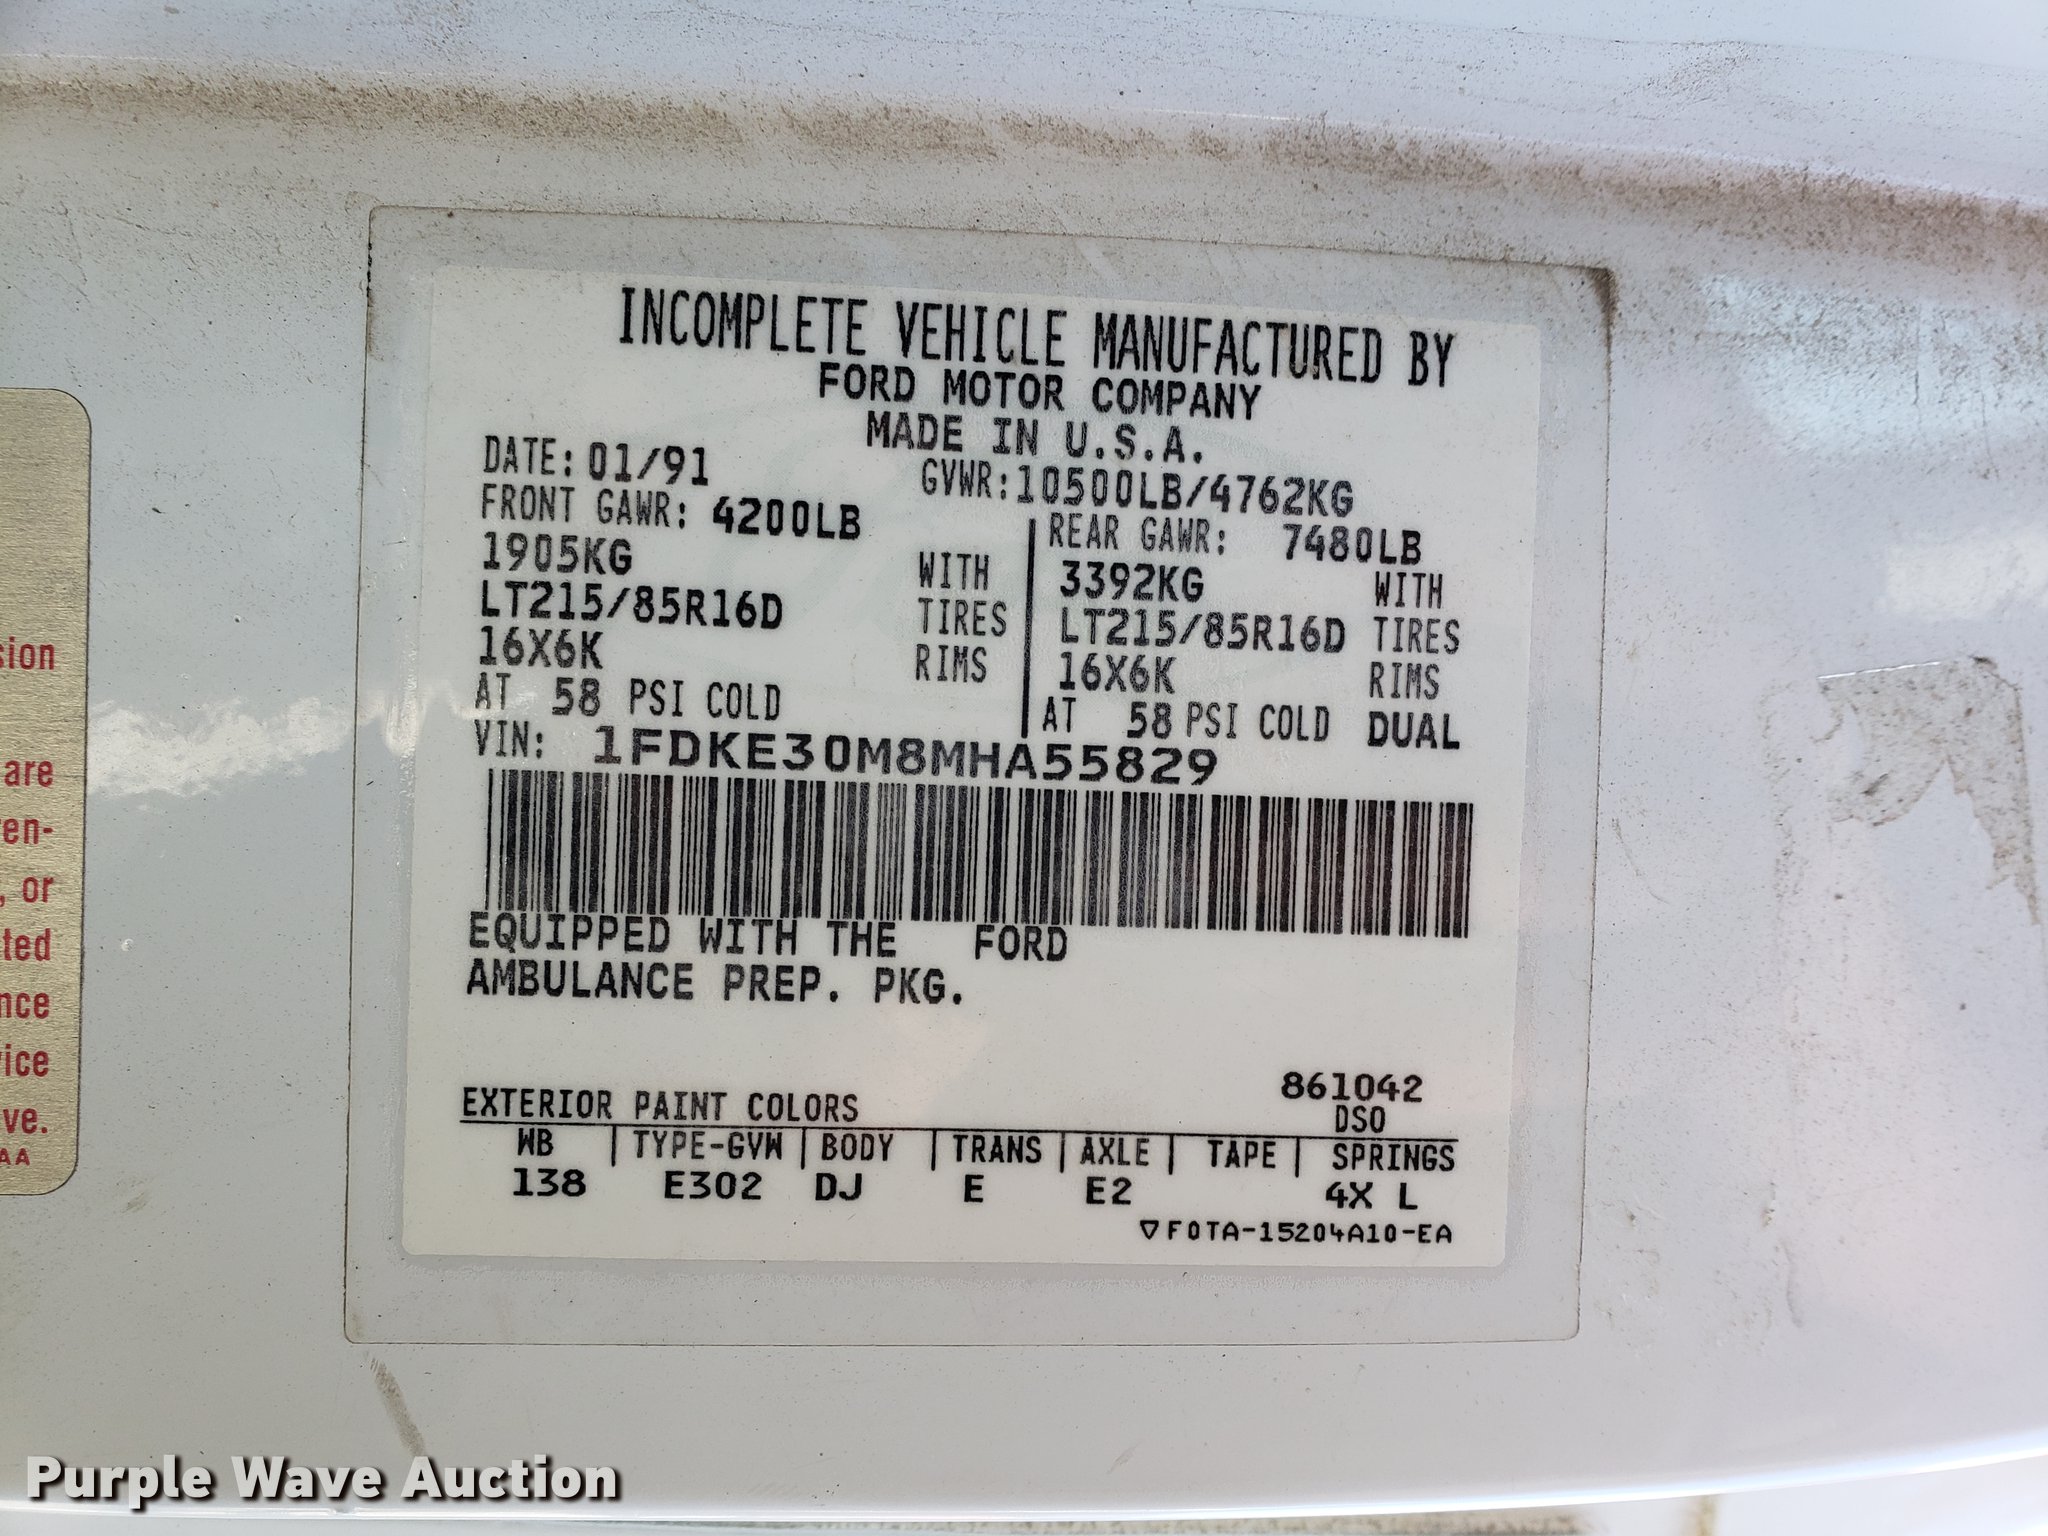 INCOMPLETE VEHICLE MANUFACTURED BY
FORD MOTOR COMPANY
MADE IN U.S.A.
DATE: 01/91 GVWR: 10500LB/4762KG
FRONT GAWR: 4200LB
1905KG WITH
LT215/85R16D TIRES
16X6K RIMS
AT 58 PSI COLD
REAR GAWR: 7480LB
3392KG WITH
LT215/85R16D TIRES
16X6K RIMS
AT 58 PSI COLD DUAL
VIN: 1FDKE30M8MHA55829
EQUIPPED WITH THE FORD
AMBULANCE PREP. PKG.
861042
EXTERIOR PAINT COLORS DSO
WB | TYPE-GVW | BODY | TRANS | AXLE | TAPE | SPRINGS
138 E302 DJ E E2 4X L
▽F0TA-15204A10-EA
sion
are
en-
, or
ted
nce
ice
ve.
AA
Purple Wave Auction